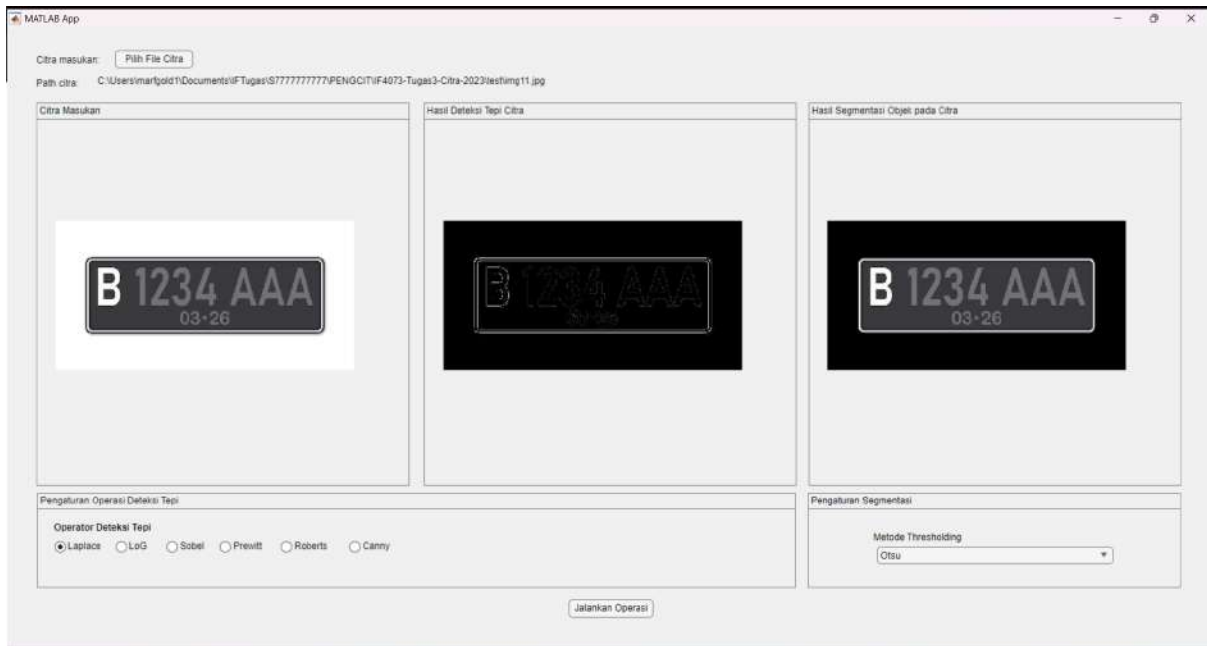 MATLAB App
Citra masukan: Pilih File Citra
Path citra: C:\Users\marfgold1\Documents\IFTugas\S7777777777\PENGCIT\IF4073-Tugas3-Citra-2023\test\img11.jpg
Citra Masukan
Hasil Deteksi Tepi Citra
Hasil Segmentasi Objek pada Citra
B 1234 AAA
03•26
B 1234 AAA
B 1234 AAA
03•26
Pengaturan Operasi Deteksi Tepi
Pengaturan Segmentasi
Operator Deteksi Tepi
Laplace LoG Sobel Prewitt Roberts Canny
Metode Thresholding
Otsu
Jalankan Operasi